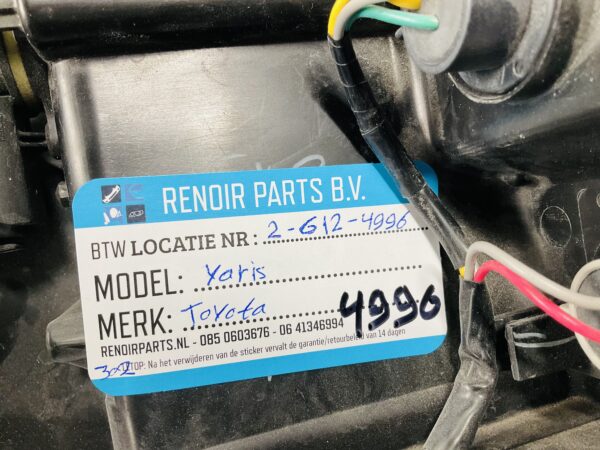 RENOIR PARTS B.V.
BTW LOCATIE NR: 2-G12-4996
MODEL: Yaris
MERK: Toyota
4996
RENOIRPARTS.NL - 085 0603676 - 06 41346994
STOP: Na het verwijderen van de sticker vervalt de garantie/retourbeleid van 14 dagen